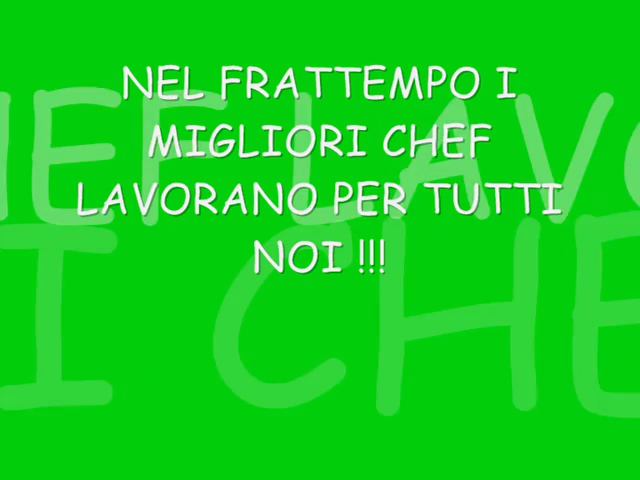 NEL FRATTEMPO I
MIGLIORI CHEF
LAVORANO PER TUTTI
NOI !!!